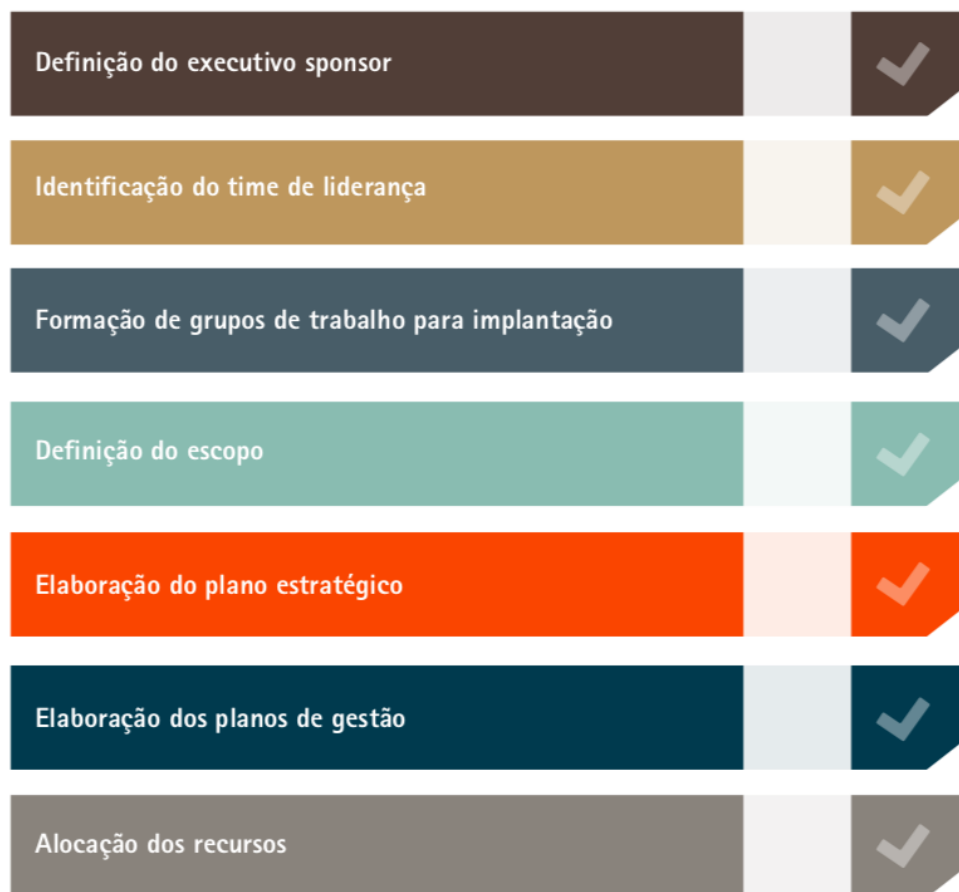 Definição do executivo sponsor
Identificação do time de liderança
Formação de grupos de trabalho para implantação
Definição do escopo
Elaboração do plano estratégico
Elaboração dos planos de gestão
Alocação dos recursos